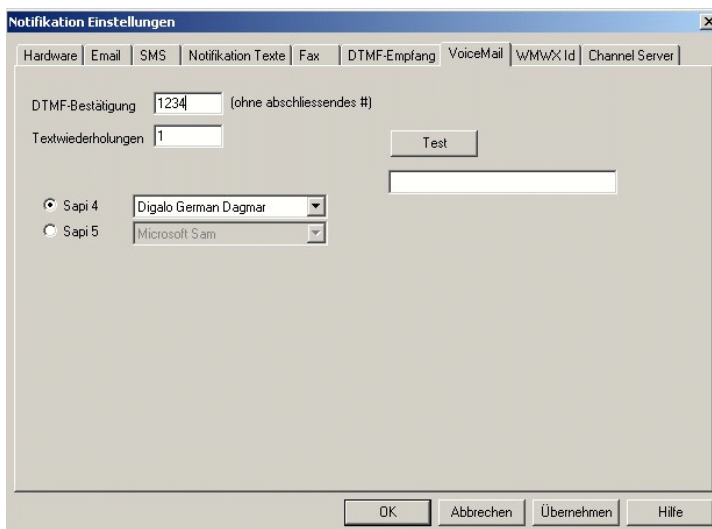 Notifikation Einstellungen
Hardware Email SMS Notifikation Texte Fax DTMF-Empfang VoiceMail WMWX Id Channel Server
DTMF-Bestätigung 1234 (ohne abschliessendes #)
Textwiederholungen 1
Test
Sapi 4 Digalo German Dagmar
Sapi 5 Microsoft Sam
OK Abbrechen Übernehmen Hilfe